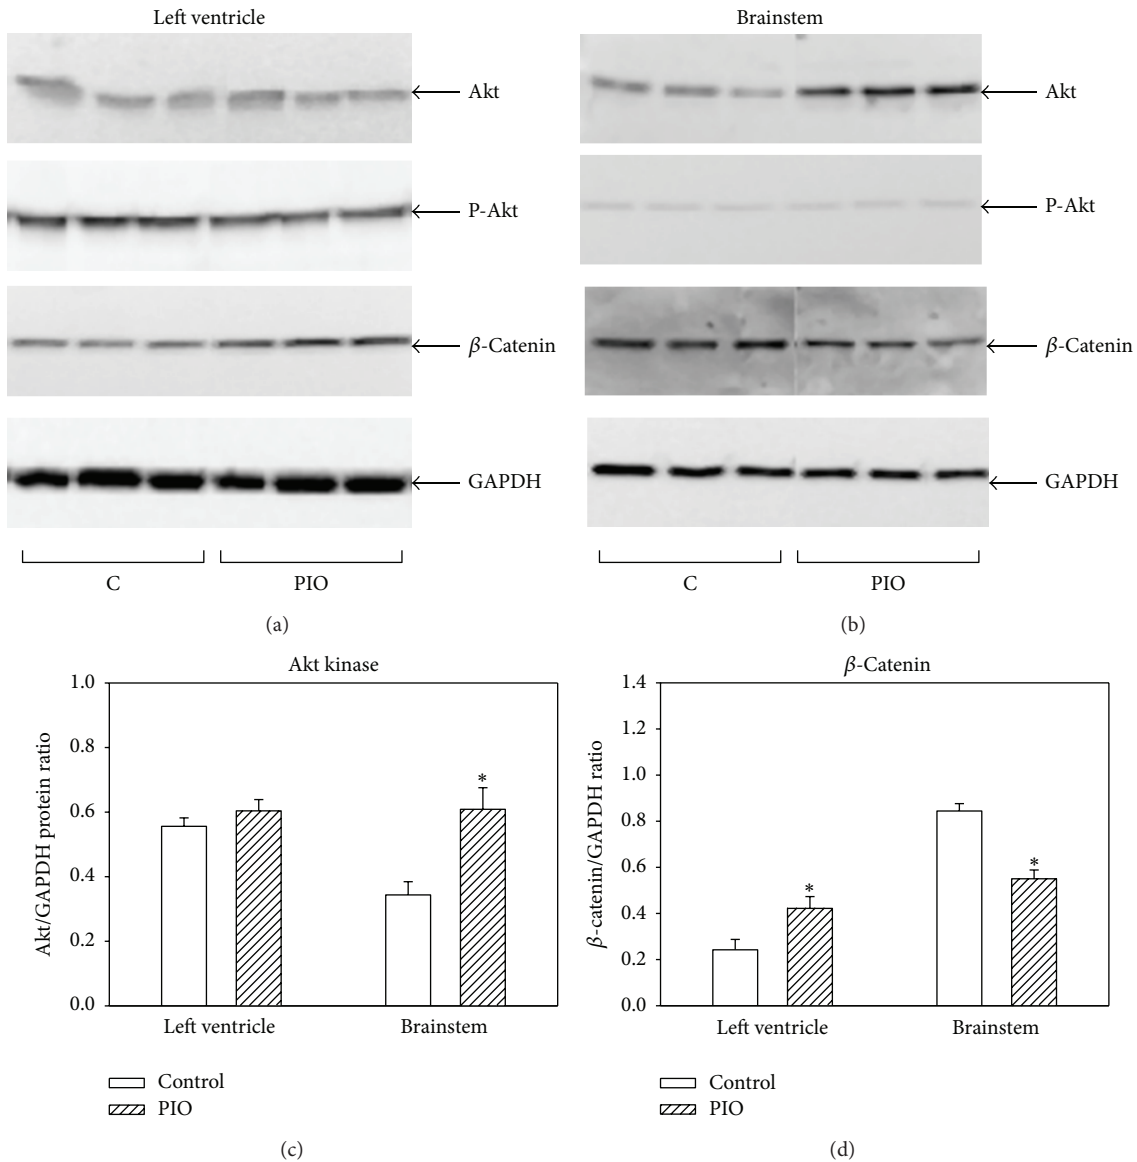 Left ventricle
Akt
P-Akt
β-Catenin
GAPDH
C PIO
(a)
Brainstem
Akt
P-Akt
β-Catenin
GAPDH
C PIO
(b)
Akt kinase
Akt/GAPDH protein ratio
1.0
0.8
0.6
0.4
0.2
0.0
*
Left ventricle Brainstem
Control
PIO
(c)
β-Catenin
β-catenin/GAPDH ratio
1.4
1.2
1.0
0.8
0.6
0.4
0.2
0.0
*
*
Left ventricle Brainstem
Control
PIO
(d)